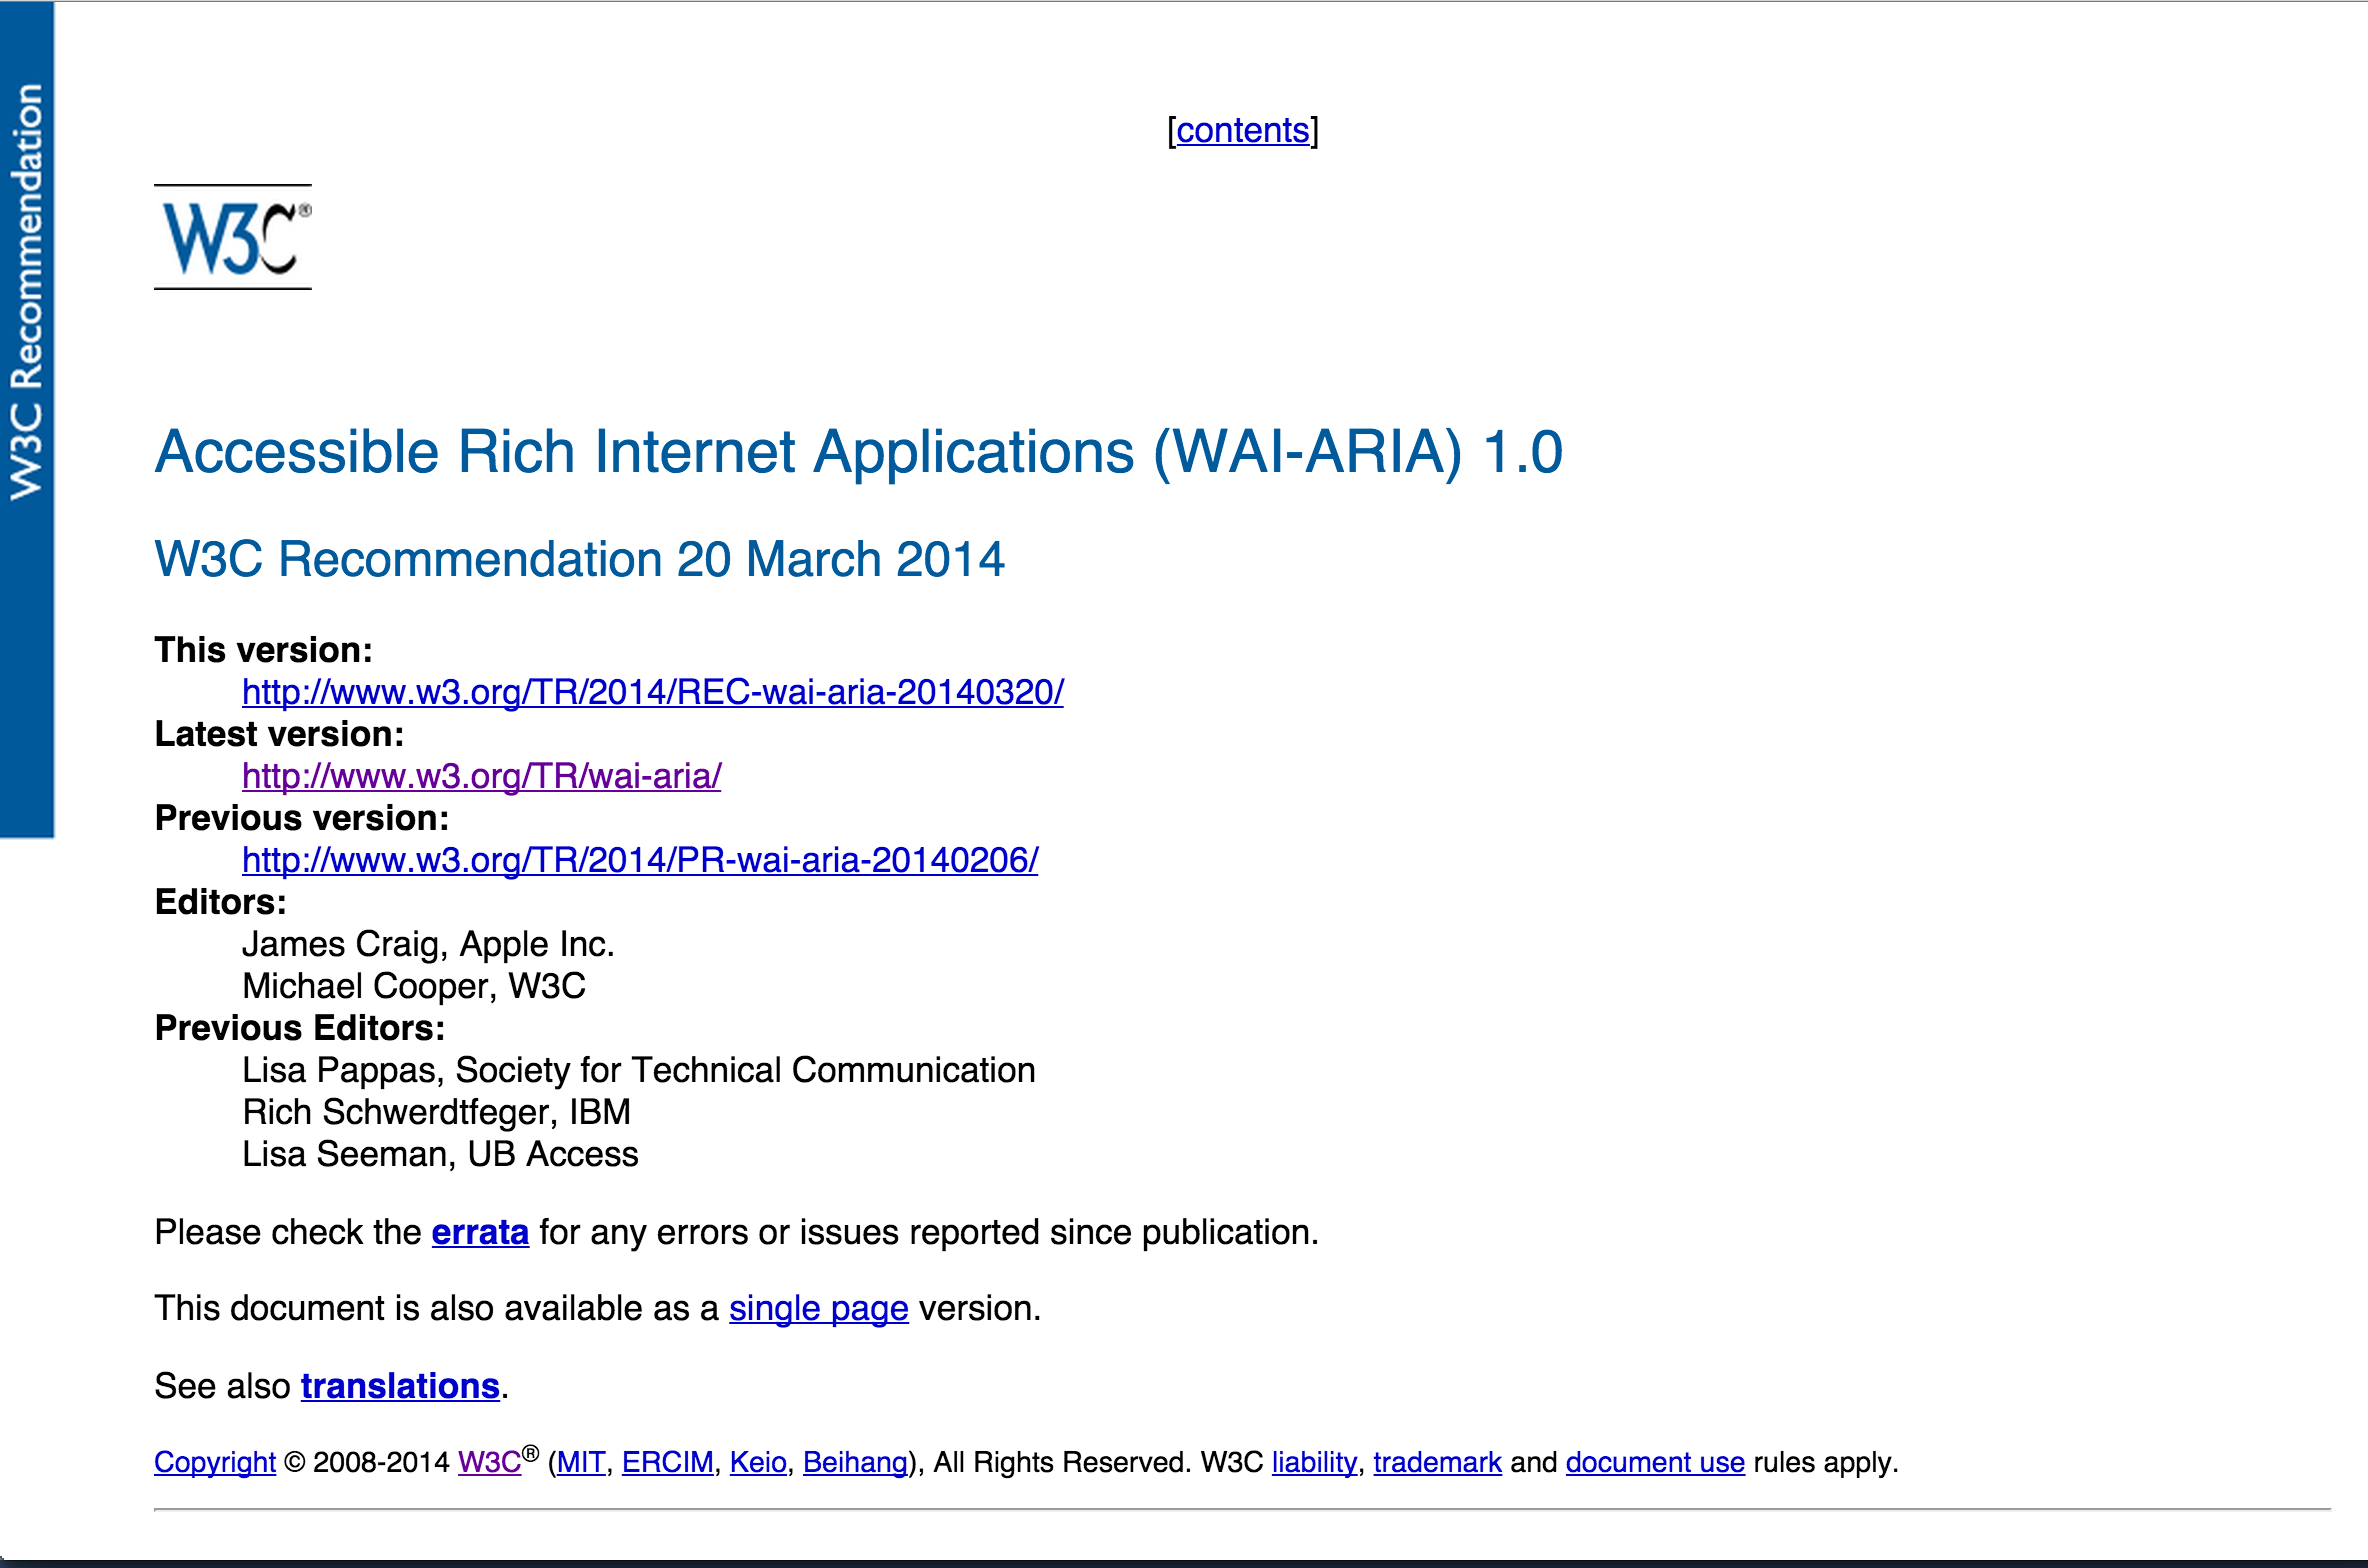 W3C Recommendation
[contents]
W3C®
Accessible Rich Internet Applications (WAI-ARIA) 1.0
W3C Recommendation 20 March 2014
This version:
http://www.w3.org/TR/2014/REC-wai-aria-20140320/
Latest version:
http://www.w3.org/TR/wai-aria/
Previous version:
http://www.w3.org/TR/2014/PR-wai-aria-20140206/
Editors:
James Craig, Apple Inc.
Michael Cooper, W3C
Previous Editors:
Lisa Pappas, Society for Technical Communication
Rich Schwerdtfeger, IBM
Lisa Seeman, UB Access
Please check the errata for any errors or issues reported since publication.
This document is also available as a single page version.
See also translations.
Copyright © 2008-2014 W3C® (MIT, ERCIM, Keio, Beihang), All Rights Reserved. W3C liability, trademark and document use rules apply.